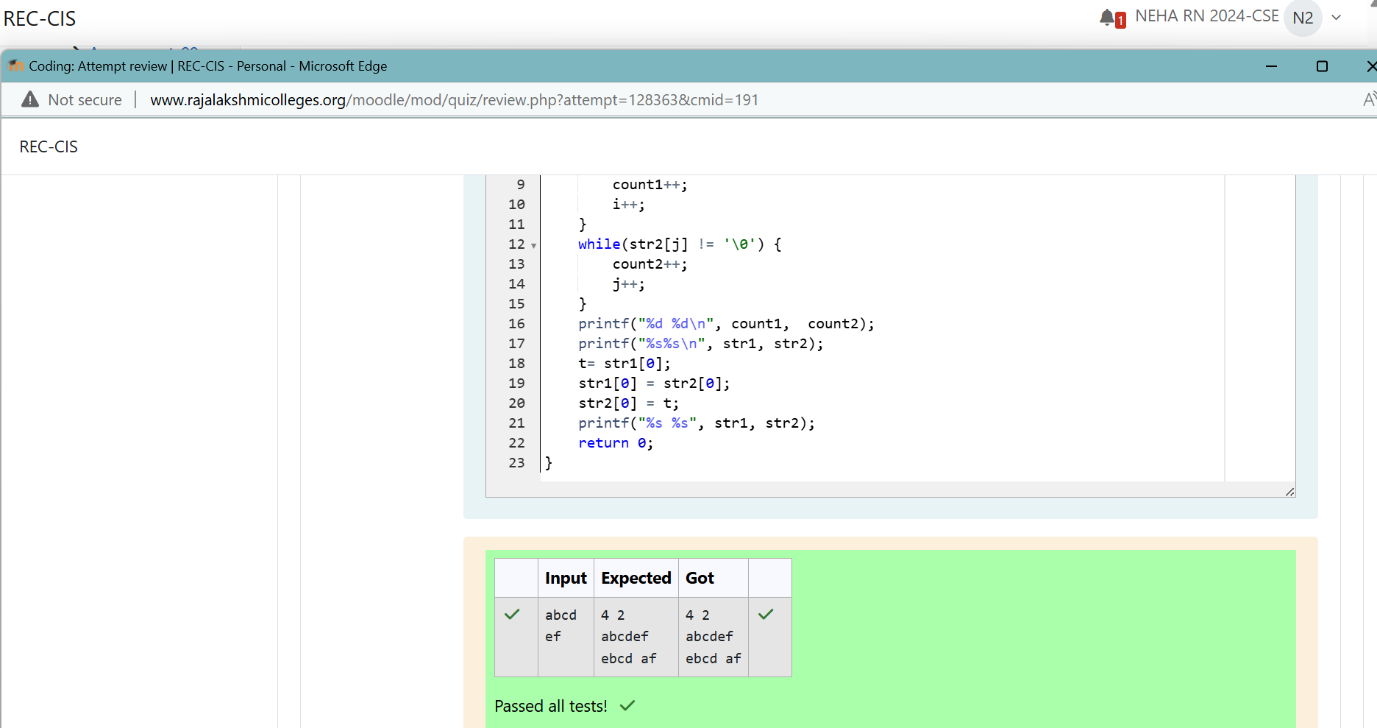 REC-CIS
1 NEHA RN 2024-CSE N2
Coding: Attempt review | REC-CIS - Personal - Microsoft Edge
Not secure www.rajalakshmicolleges.org/moodle/mod/quiz/review.php?attempt=128363&cmid=191
REC-CIS
9 count1++;
10 i++;
11 }
12 while(str2[j] != '\0') {
13 count2++;
14 j++;
15 }
16 printf("%d %d\n", count1,  count2);
17 printf("%s%s\n", str1, str2);
18 t= str1[0];
19 str1[0] = str2[0];
20 str2[0] = t;
21 printf("%s %s", str1, str2);
22 return 0;
23 }
Input Expected Got
abcd 4 2 4 2
ef abcdef abcdef
ebcd af ebcd af
Passed all tests!